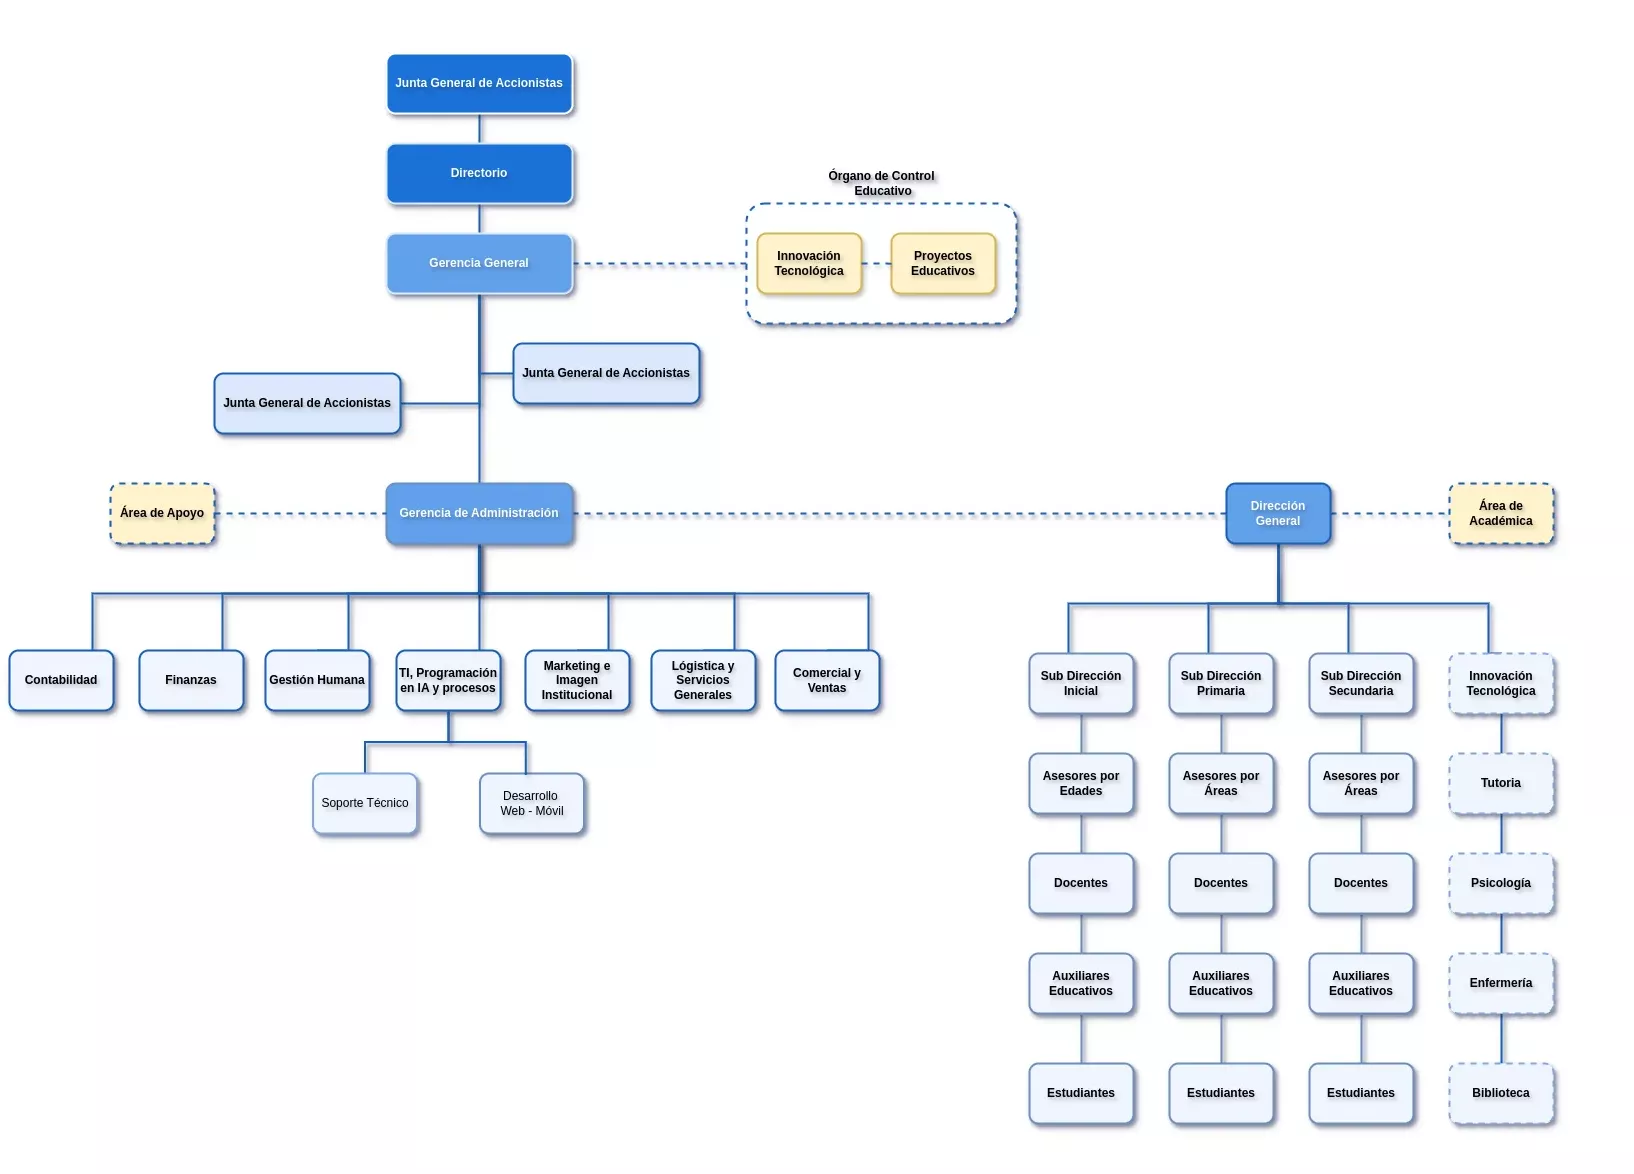 Junta General de Accionistas
Directorio
Órgano de Control
Educativo
Gerencia General
Innovación
Tecnológica
Proyectos
Educativos
Junta General de Accionistas
Junta General de Accionistas
Área de Apoyo
Gerencia de Administración
Dirección
General
Área de
Académica
Contabilidad
Finanzas
Gestión Humana
TI, Programación
en IA y procesos
Marketing e
Imagen
Institucional
Lógistica y
Servicios
Generales
Comercial y
Ventas
Sub Dirección
Inicial
Sub Dirección
Primaria
Sub Dirección
Secundaria
Innovación
Tecnológica
Soporte Técnico
Desarrollo
Web - Móvil
Asesores por
Edades
Asesores por
Áreas
Asesores por
Áreas
Tutoria
Docentes
Docentes
Docentes
Psicología
Auxiliares
Educativos
Auxiliares
Educativos
Auxiliares
Educativos
Enfermería
Estudiantes
Estudiantes
Estudiantes
Biblioteca